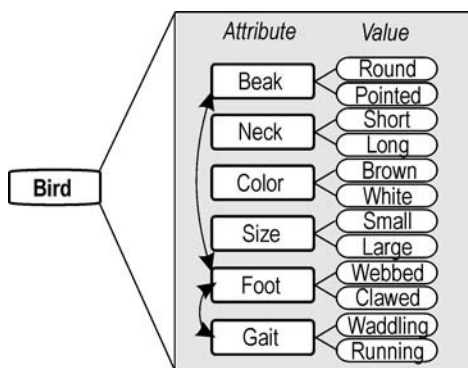 Attribute Value
Beak Round
Pointed
Neck Short
Long
Color Brown
White
Bird
Size Small
Large
Foot Webbed
Clawed
Gait Waddling
Running